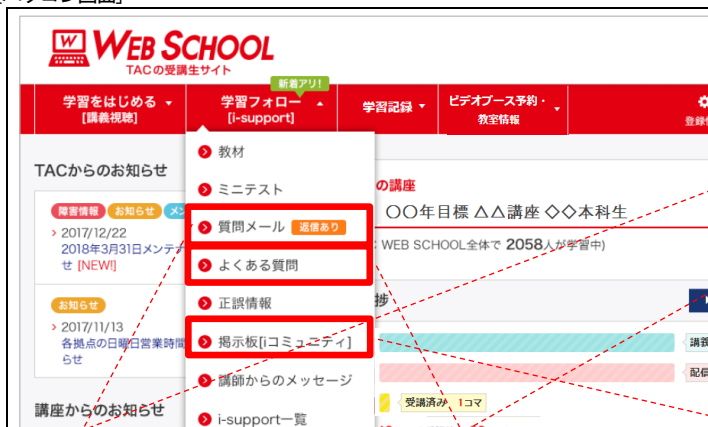 WEB SCHOOL
TACの受講生サイト
新着アリ!
学習をはじめる ▼
[講義視聴]
学習フォロー ▲
[i-support]
学習記録 ▼
ビデオブース予約・
教室情報
教材
ミニテスト
質問メール 返信あり
よくある質問
正誤情報
掲示板[iコミュニティ]
講師からのメッセージ
i-support一覧
TACからのお知らせ
障害情報 お知らせ
2017/12/22
2018年3月31日メンテナ
せ [NEW!]
お知らせ
2017/11/13
各拠点の日曜日営業時間
らせ
講座からのお知らせ
の講座
〇〇年目標 △△講座 ◇◇本科生
WEB SCHOOL全体で 2058人が学習中)
捗
講義
配信
受講済み 1コマ